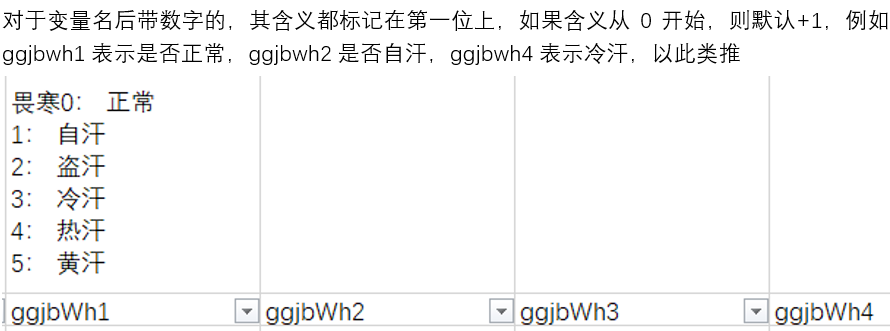 对于变量名后带数字的，其含义都标记在第一位上，如果含义从 0 开始，则默认+1，例如
ggjbwh1 表示是否正常，ggjbwh2 是否自汗，ggjbwh4 表示冷汗，以此类推
畏寒0： 正常
1： 自汗
2： 盗汗
3： 冷汗
4： 热汗
5： 黄汗
ggjbWh1 ggjbWh2 ggjbWh3 ggjbWh4